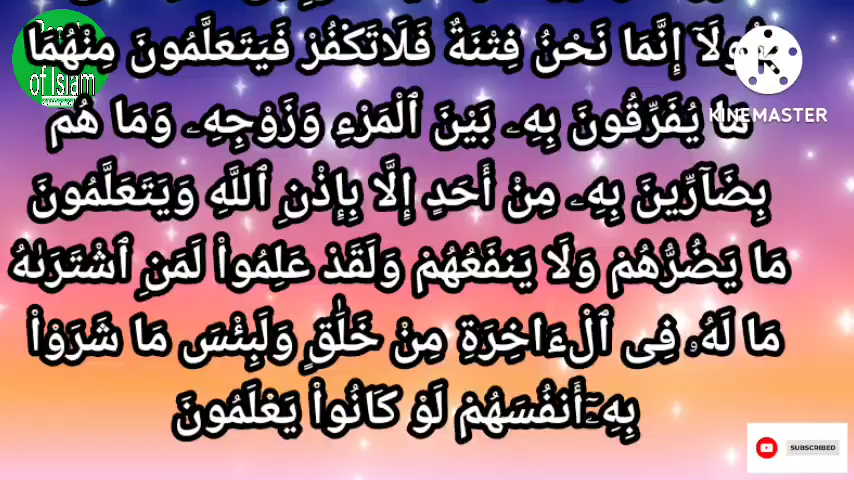 يَقُولَآ إِنَّمَا نَحْنُ فِتْنَةٌ فَلَاتَكْفُرْ فَيَتَعَلَّمُونَ مِنْهُمَا
مَا يُفَرِّقُونَ بِهِۦ بَيْنَ ٱلْمَرْءِ وَزَوْجِهِۦ وَمَا هُم
بِضَآرِّينَ بِهِۦ مِنْ أَحَدٍ إِلَّا بِإِذْنِ ٱللَّهِ وَيَتَعَلَّمُونَ
مَا يَضُرُّهُمْ وَلَا يَنفَعُهُمْ وَلَقَدْ عَلِمُوا۟ لَمَنِ ٱشْتَرَىٰهُ
مَا لَهُۥ فِى ٱلْءَاخِرَةِ مِنْ خَلَٰقٍ وَلَبِئْسَ مَا شَرَوْا۟
بِهِۦٓ أَنفُسَهُمْ لَوْ كَانُوا۟ يَعْلَمُونَ
of Islam
KINEMASTER
SUBSCRIBED